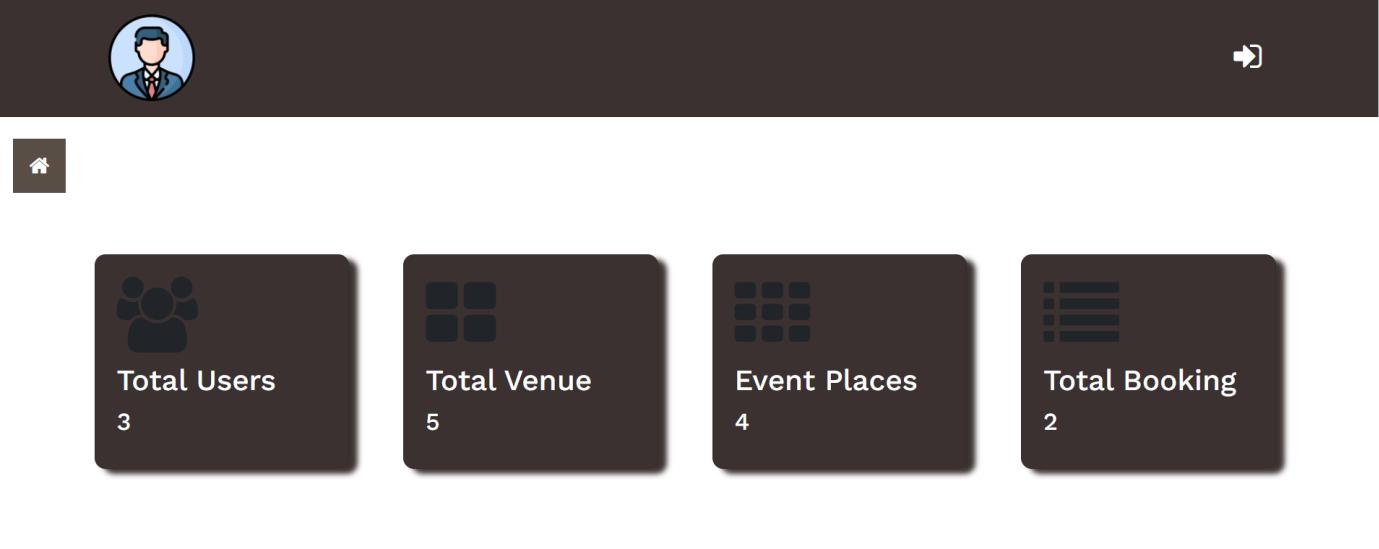 Total Users
3
Total Venue
5
Event Places
4
Total Booking
2